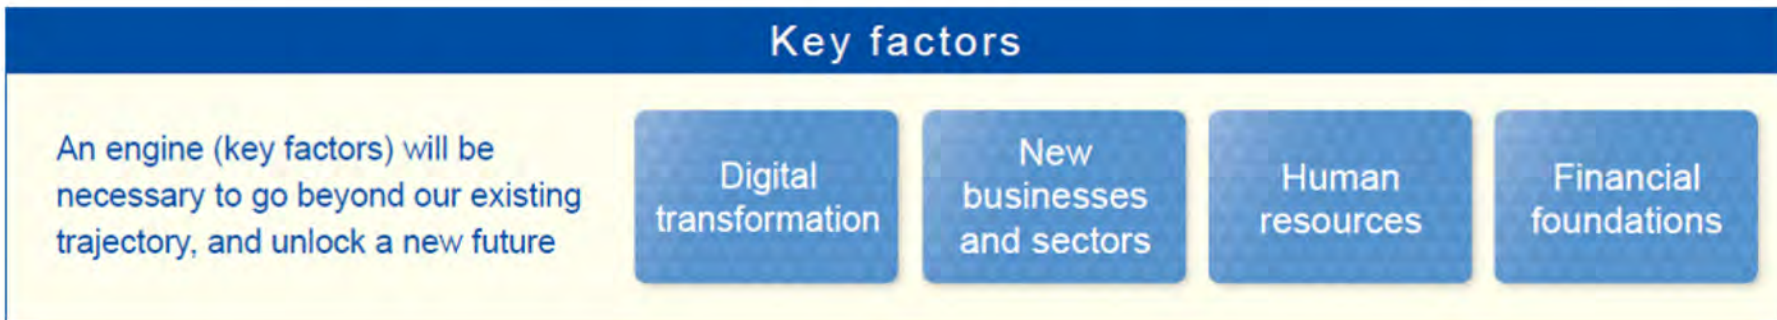 Key factors
An engine (key factors) will be
necessary to go beyond our existing
trajectory, and unlock a new future
Digital
transformation
New
businesses
and sectors
Human
resources
Financial
foundations